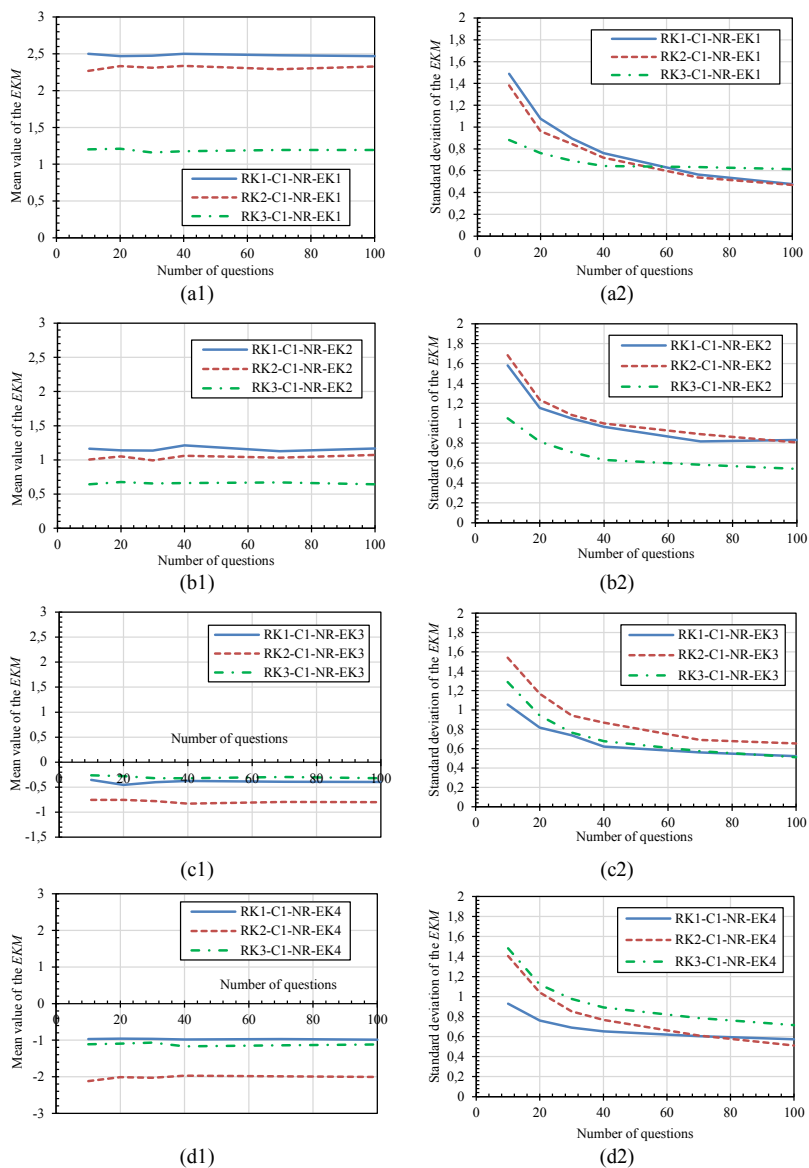 Mean value of the EKM
3
2,5
2
1,5
1
0,5
0
0 20 40 60 80 100
Number of questions
RK1-C1-NR-EK1
RK2-C1-NR-EK1
RK3-C1-NR-EK1
(a1)
Standard deviation of the EKM
2
1,8
1,6
1,4
1,2
1
0,8
0,6
0,4
0,2
0
0 20 40 60 80 100
Number of questions
RK1-C1-NR-EK1
RK2-C1-NR-EK1
RK3-C1-NR-EK1
(a2)
Mean value of the EKM
3
2,5
2
1,5
1
0,5
0
0 20 40 60 80 100
Number of questions
RK1-C1-NR-EK2
RK2-C1-NR-EK2
RK3-C1-NR-EK2
(b1)
Standard deviation of the EKM
2
1,8
1,6
1,4
1,2
1
0,8
0,6
0,4
0,2
0
0 20 40 60 80 100
Number of questions
RK1-C1-NR-EK2
RK2-C1-NR-EK2
RK3-C1-NR-EK2
(b2)
Mean value of the EKM
3
2,5
2
1,5
1
0,5
0
-0,5
-1
-1,5
0 20 40 60 80 100
Number of questions
RK1-C1-NR-EK3
RK2-C1-NR-EK3
RK3-C1-NR-EK3
(c1)
Standard deviation of the EKM
2
1,8
1,6
1,4
1,2
1
0,8
0,6
0,4
0,2
0
0 20 40 60 80 100
Number of questions
RK1-C1-NR-EK3
RK2-C1-NR-EK3
RK3-C1-NR-EK3
(c2)
Mean value of the EKM
3
2
1
0
-1
-2
-3
0 20 40 60 80 100
Number of questions
RK1-C1-NR-EK4
RK2-C1-NR-EK4
RK3-C1-NR-EK4
(d1)
Standard deviation of the EKM
2
1,8
1,6
1,4
1,2
1
0,8
0,6
0,4
0,2
0
0 20 40 60 80 100
Number of questions
RK1-C1-NR-EK4
RK2-C1-NR-EK4
RK3-C1-NR-EK4
(d2)